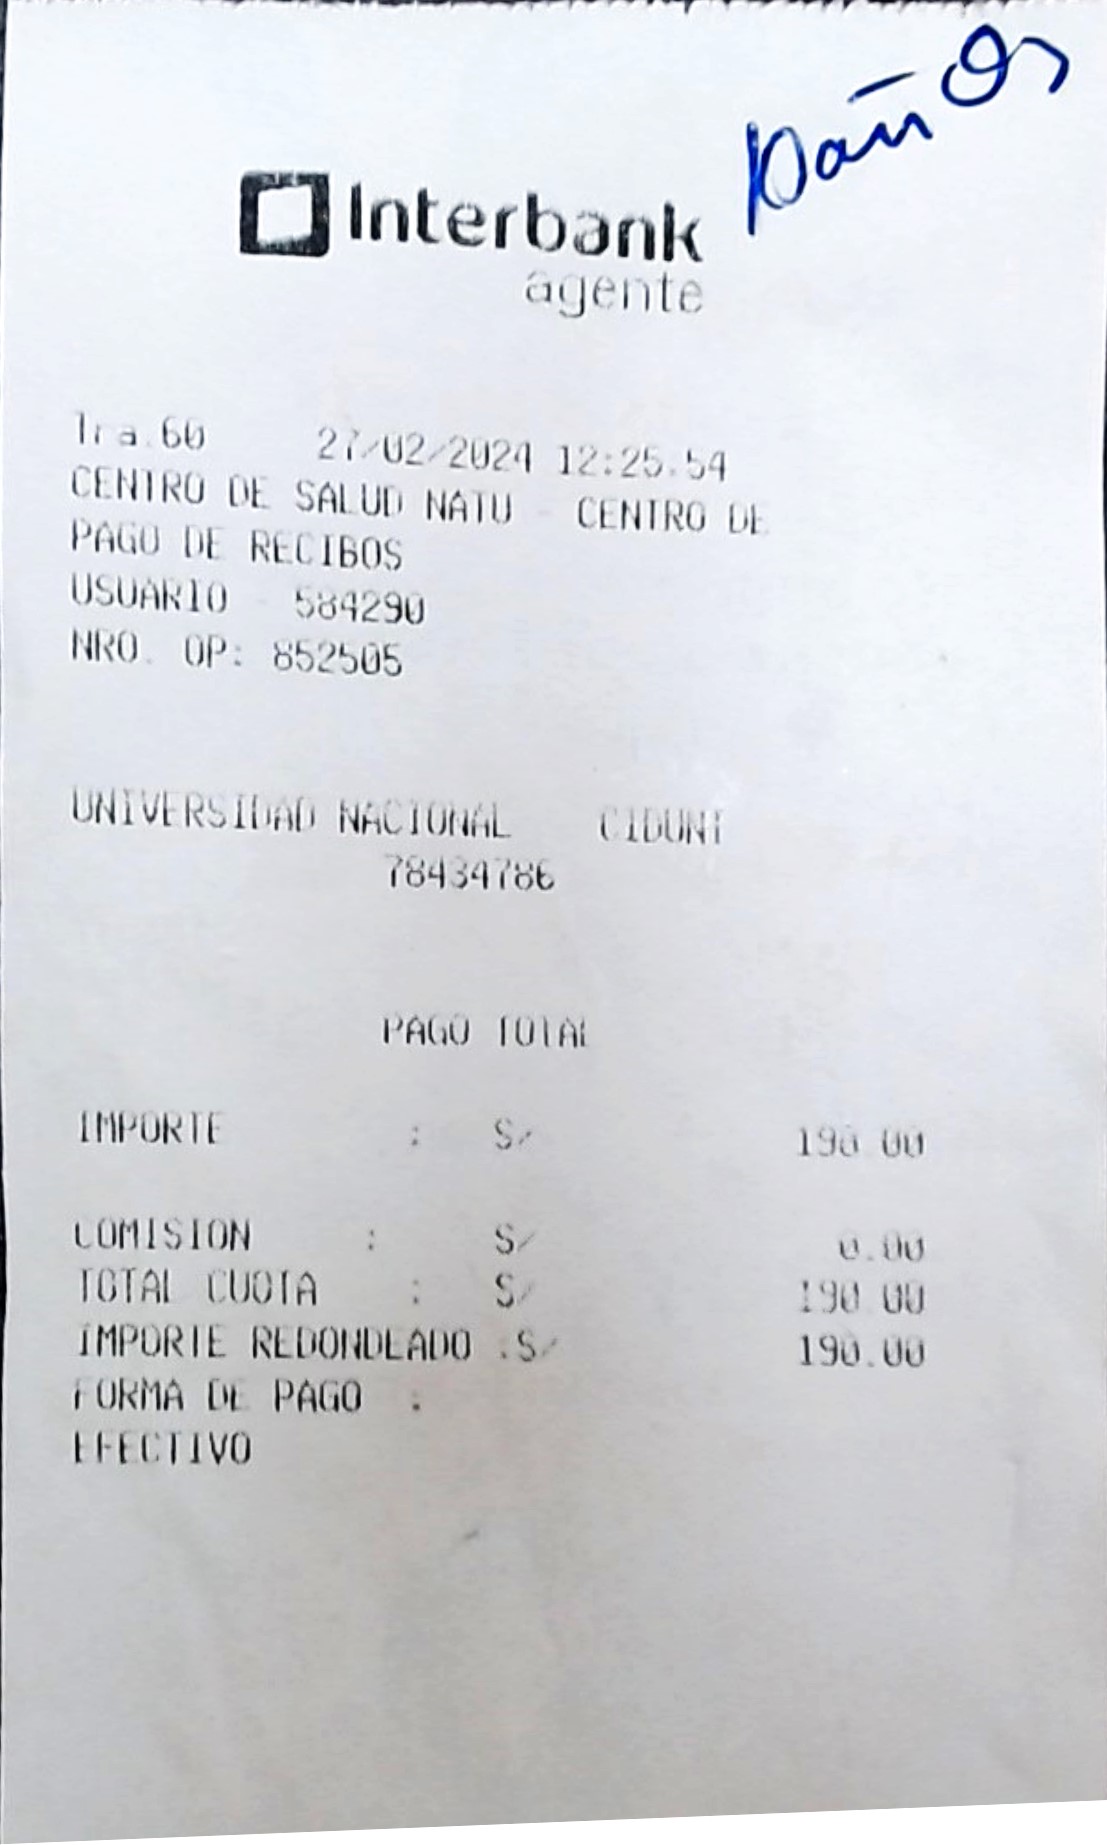 Interbank
agente
Tra.60 27/02/2024 12:25.54
CENTRO DE SALUD NATU - CENTRO DE
PAGO DE RECIBOS
USUARIO - 584290
NRO. OP: 852505
UNIVERSIDAD NACIONAL CIDUNT
78434786
PAGO TOTAL
IMPORTE : S/ 190.00
COMISION : S/ 0.00
TOTAL CUOTA : S/ 190.00
IMPORTE REDONDEADO :S/ 190.00
FORMA DE PAGO :
EFECTIVO